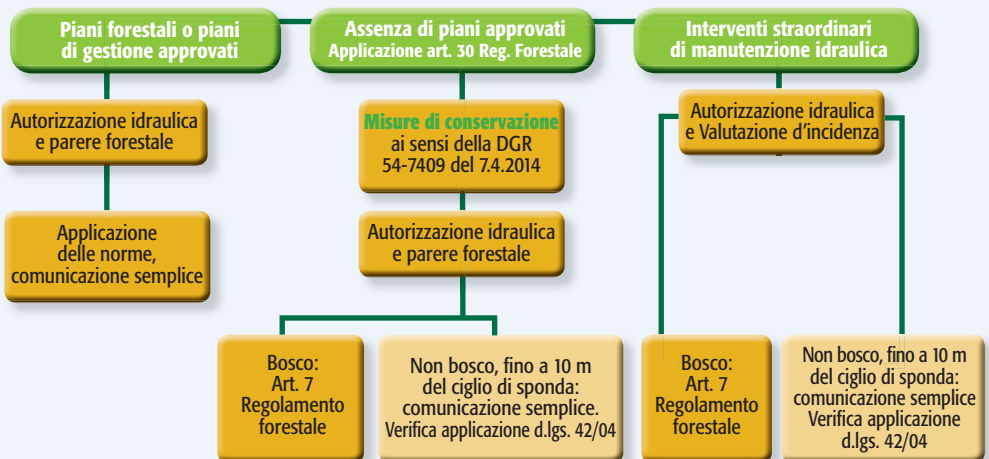 Piani forestali o piani
di gestione approvati
Assenza di piani approvati
Applicazione art. 30 Reg. Forestale
Interventi straordinari
di manutenzione idraulica
Autorizzazione idraulica
e parere forestale
Misure di conservazione
ai sensi della DGR
54-7409 del 7.4.2014
Autorizzazione idraulica
e Valutazione d'incidenza
Applicazione
delle norme,
comunicazione semplice
Autorizzazione idraulica
e parere forestale
Bosco:
Art. 7
Regolamento
forestale
Non bosco, fino a 10 m
del ciglio di sponda:
comunicazione semplice.
Verifica applicazione d.lgs. 42/04
Bosco:
Art. 7
Regolamento
forestale
Non bosco, fino a 10 m
del ciglio di sponda:
comunicazione semplice
Verifica applicazione
d.lgs. 42/04